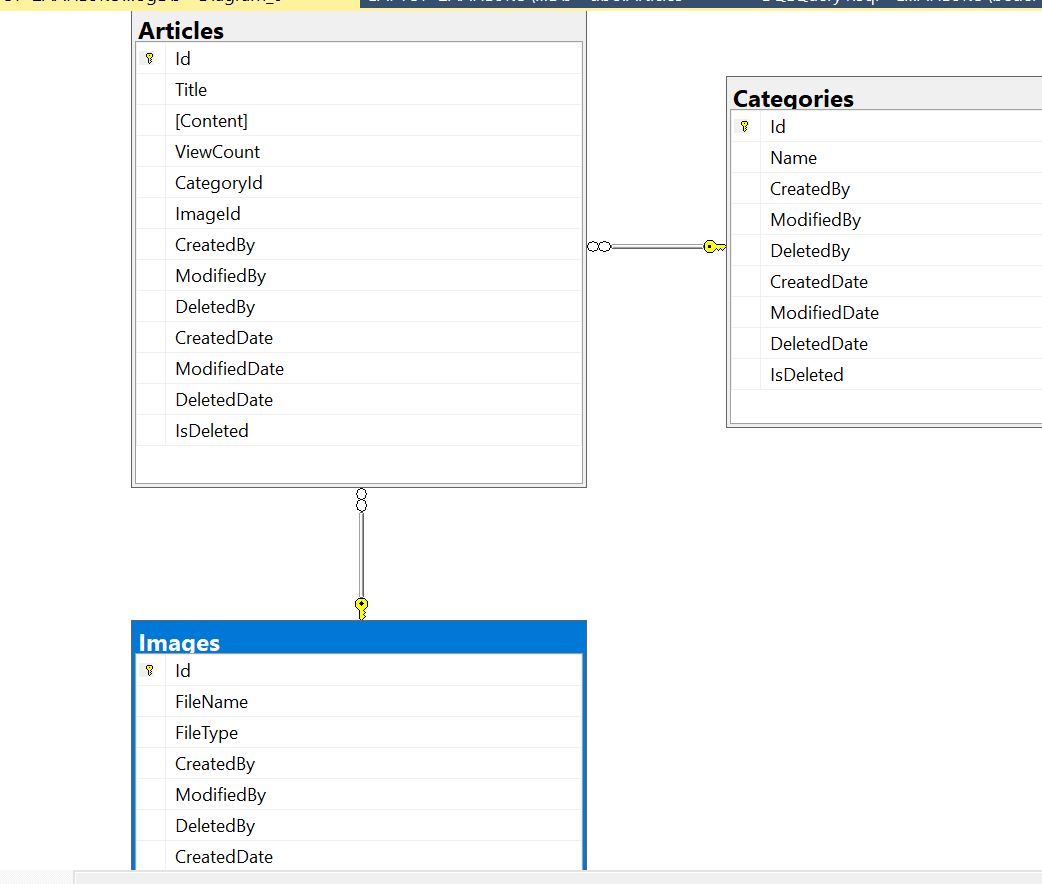 Articles
Id
Title
[Content]
ViewCount
CategoryId
ImageId
CreatedBy
ModifiedBy
DeletedBy
CreatedDate
ModifiedDate
DeletedDate
IsDeleted
Categories
Id
Name
CreatedBy
ModifiedBy
DeletedBy
CreatedDate
ModifiedDate
DeletedDate
IsDeleted
Images
Id
FileName
FileType
CreatedBy
ModifiedBy
DeletedBy
CreatedDate